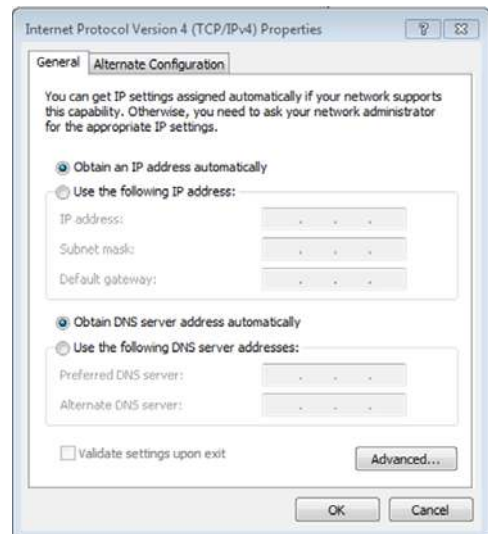 Internet Protocol Version 4 (TCP/IPv4) Properties
General Alternate Configuration
You can get IP settings assigned automatically if your network supports
this capability. Otherwise, you need to ask your network administrator
for the appropriate IP settings.
Obtain an IP address automatically
Use the following IP address:
IP address:
Subnet mask:
Default gateway:
Obtain DNS server address automatically
Use the following DNS server addresses:
Preferred DNS server:
Alternate DNS server:
Validate settings upon exit
Advanced...
OK Cancel